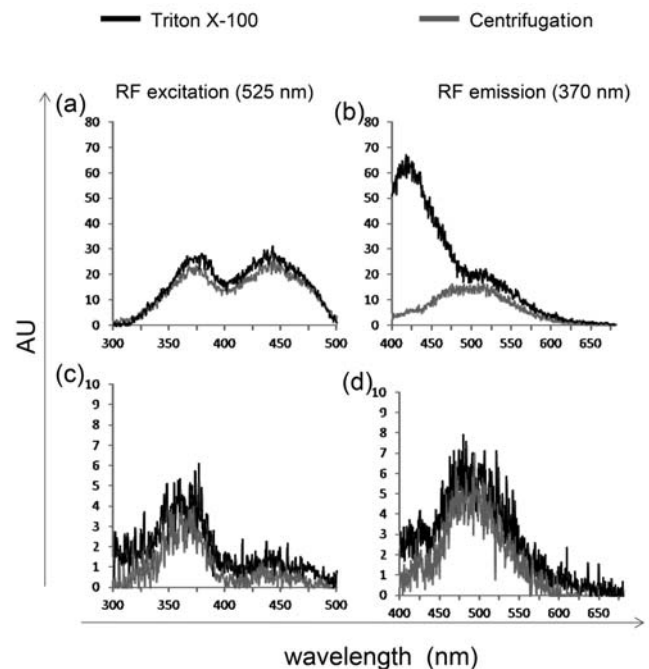 Triton X-100 Centrifugation
RF excitation (525 nm) RF emission (370 nm)
(a) (b)
80 80
70 70
60 60
50 50
40 40
30 30
20 20
10 10
0 0
300 350 400 450 500 400 450 500 550 600 650
AU
(c) (d)
10 10
9 9
8 8
7 7
6 6
5 5
4 4
3 3
2 2
1 1
0 0
300 350 400 450 500 400 450 500 550 600 650
wavelength (nm)